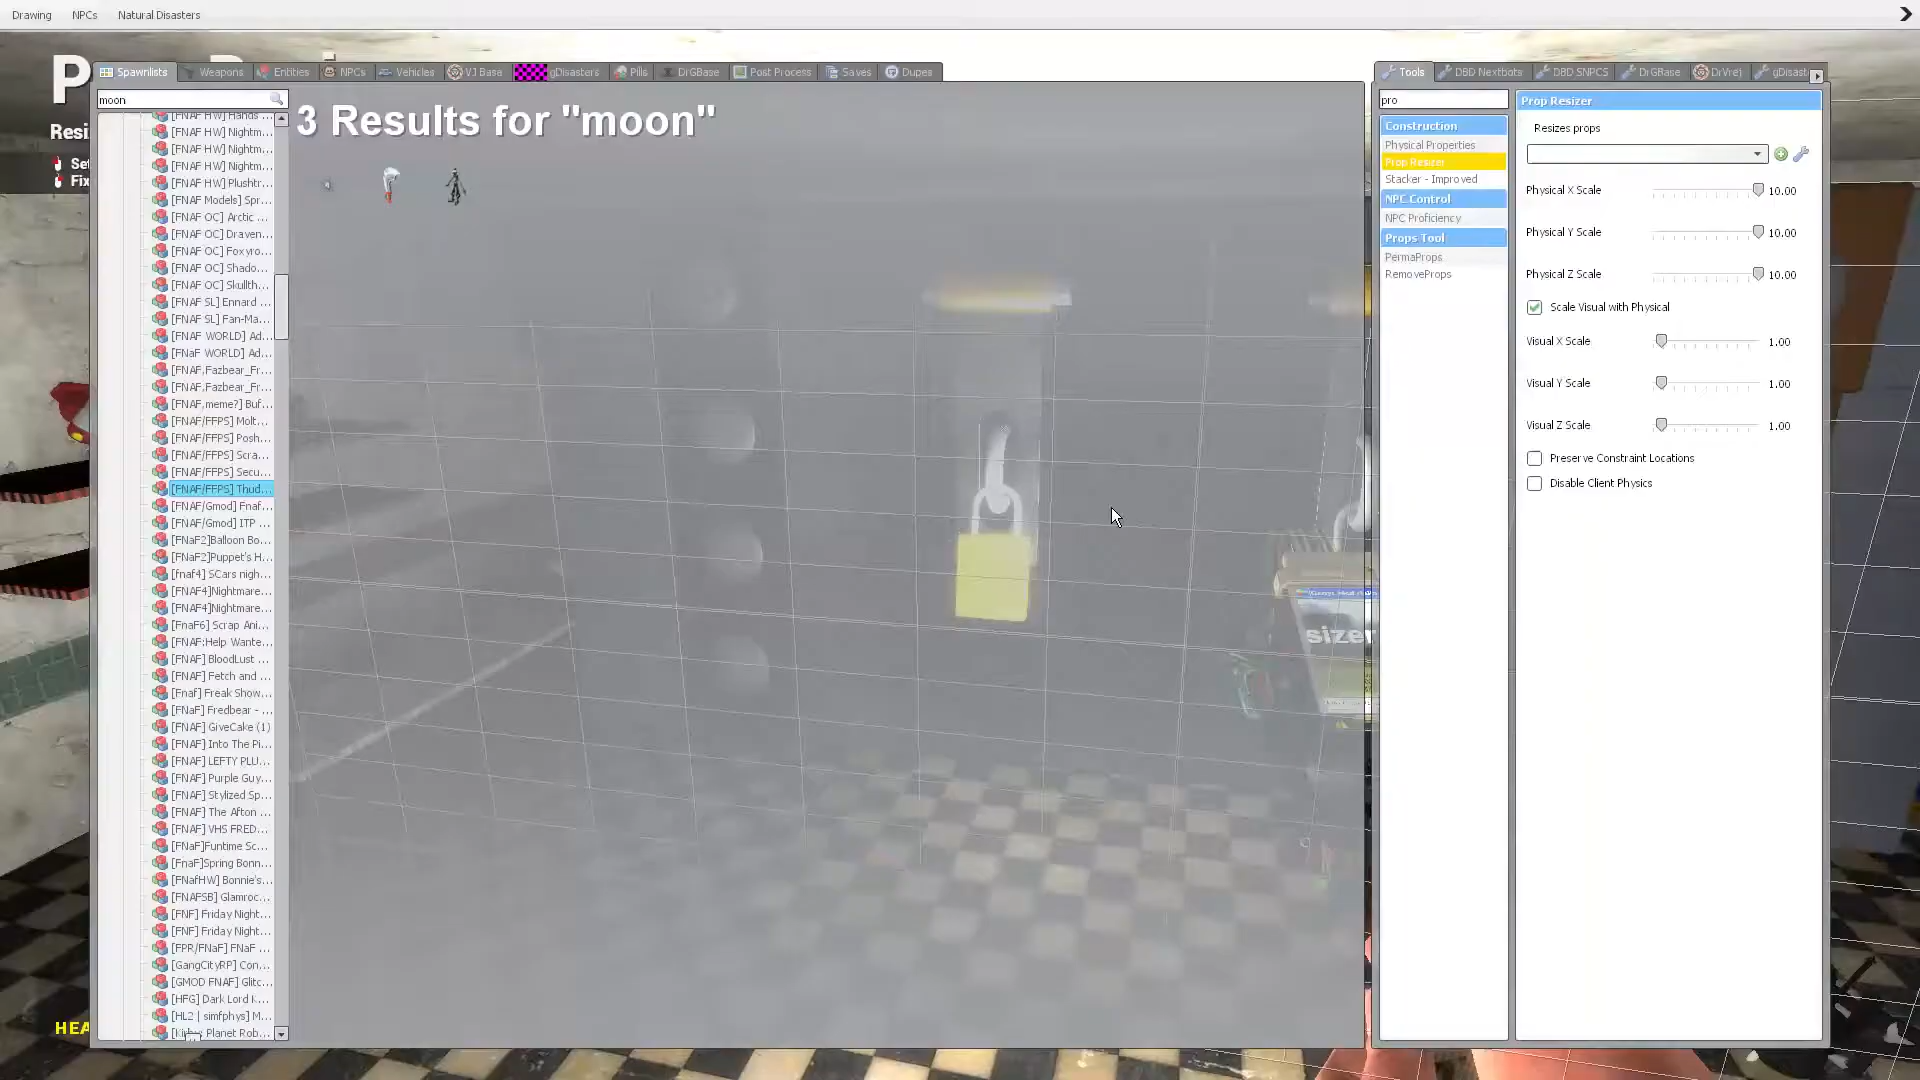 Drawing NPCs Natural Disasters
Spawnlists Weapons Entities NPCs Vehicles VJ Base gDisasters Pills DrGBase Post Process Saves Dupes
moon
3 Results for "moon"
[FNAF HW] Hands ...
[FNAF HW] Nightm...
[FNAF HW] Nightm...
[FNAF HW] Nightm...
[FNAF HW] Plushtr...
[FNAF Models] Spr...
[FNAF OC] Arctic ...
[FNAF OC] Draven...
[FNAF OC] Foxyro...
[FNAF OC] Shado...
[FNAF OC] Skullth...
[FNAF SL] Ennard ...
[FNAF SL] Fan-Ma...
[FNAF WORLD] Ad...
[FNaF WORLD] Ad...
[FNAF,Fazbear_Fr...
[FNAF,Fazbear_Fr...
[FNAF,meme?] Buf...
[FNAF/FFPS] Molt...
[FNAF/FFPS] Posh...
[FNAF/FFPS] Scra...
[FNAF/FFPS] Secu...
[FNAF/FFPS] Thud...
[FNAF/Gmod] Fnaf...
[FNAF/Gmod] ITP ...
[FNaF2]Balloon Bo...
[FNaF2]Puppet's H...
[fnaf4] SCars nigh...
[FNAF4]Nightmare...
[FNAF4]Nightmare...
[FnaF6] Scrap Ani...
[FNAF:Help Wante...
[FNAF] BloodLust ...
[FNAF] Fetch and ...
[Fnaf] Freak Show...
[FNaF] Fredbear - ...
[FNAF] GiveCake (1)
[FNAF] Into The Pi...
[FNAF] LEFTY PLU...
[FNAF] Purple Guy...
[FNAF] Stylized Sp...
[FNAF] The Afton ...
[FNAF] VHS FRED...
[FNaF]Funtime Sc...
[FnaF]Spring Bonn...
[FNafHW] Bonnie's...
[FNAFSB] Glamroc...
[FNF] Friday Night...
[FNF] Friday Night...
[FPR/FNaF] FNaF ...
[GangCityRP] Con...
[GMOD FNAF] Glitc...
[HFG] Dark Lord K...
[HL2 | simfphys] M...
Planet Rob...
P
Resi
Set
Fix
HEA
sizer
Tools DBD Nextbots DBD SNPCS DrGBase DrVrej gDisast
pro
Construction
Physical Properties
Prop Resizer
Stacker - Improved
NPC Control
NPC Proficiency
Props Tool
PermaProps
RemoveProps
Prop Resizer
Resizes props
Physical X Scale 10.00
Physical Y Scale 10.00
Physical Z Scale 10.00
Scale Visual with Physical
Visual X Scale 1.00
Visual Y Scale 1.00
Visual Z Scale 1.00
Preserve Constraint Locations
Disable Client Physics